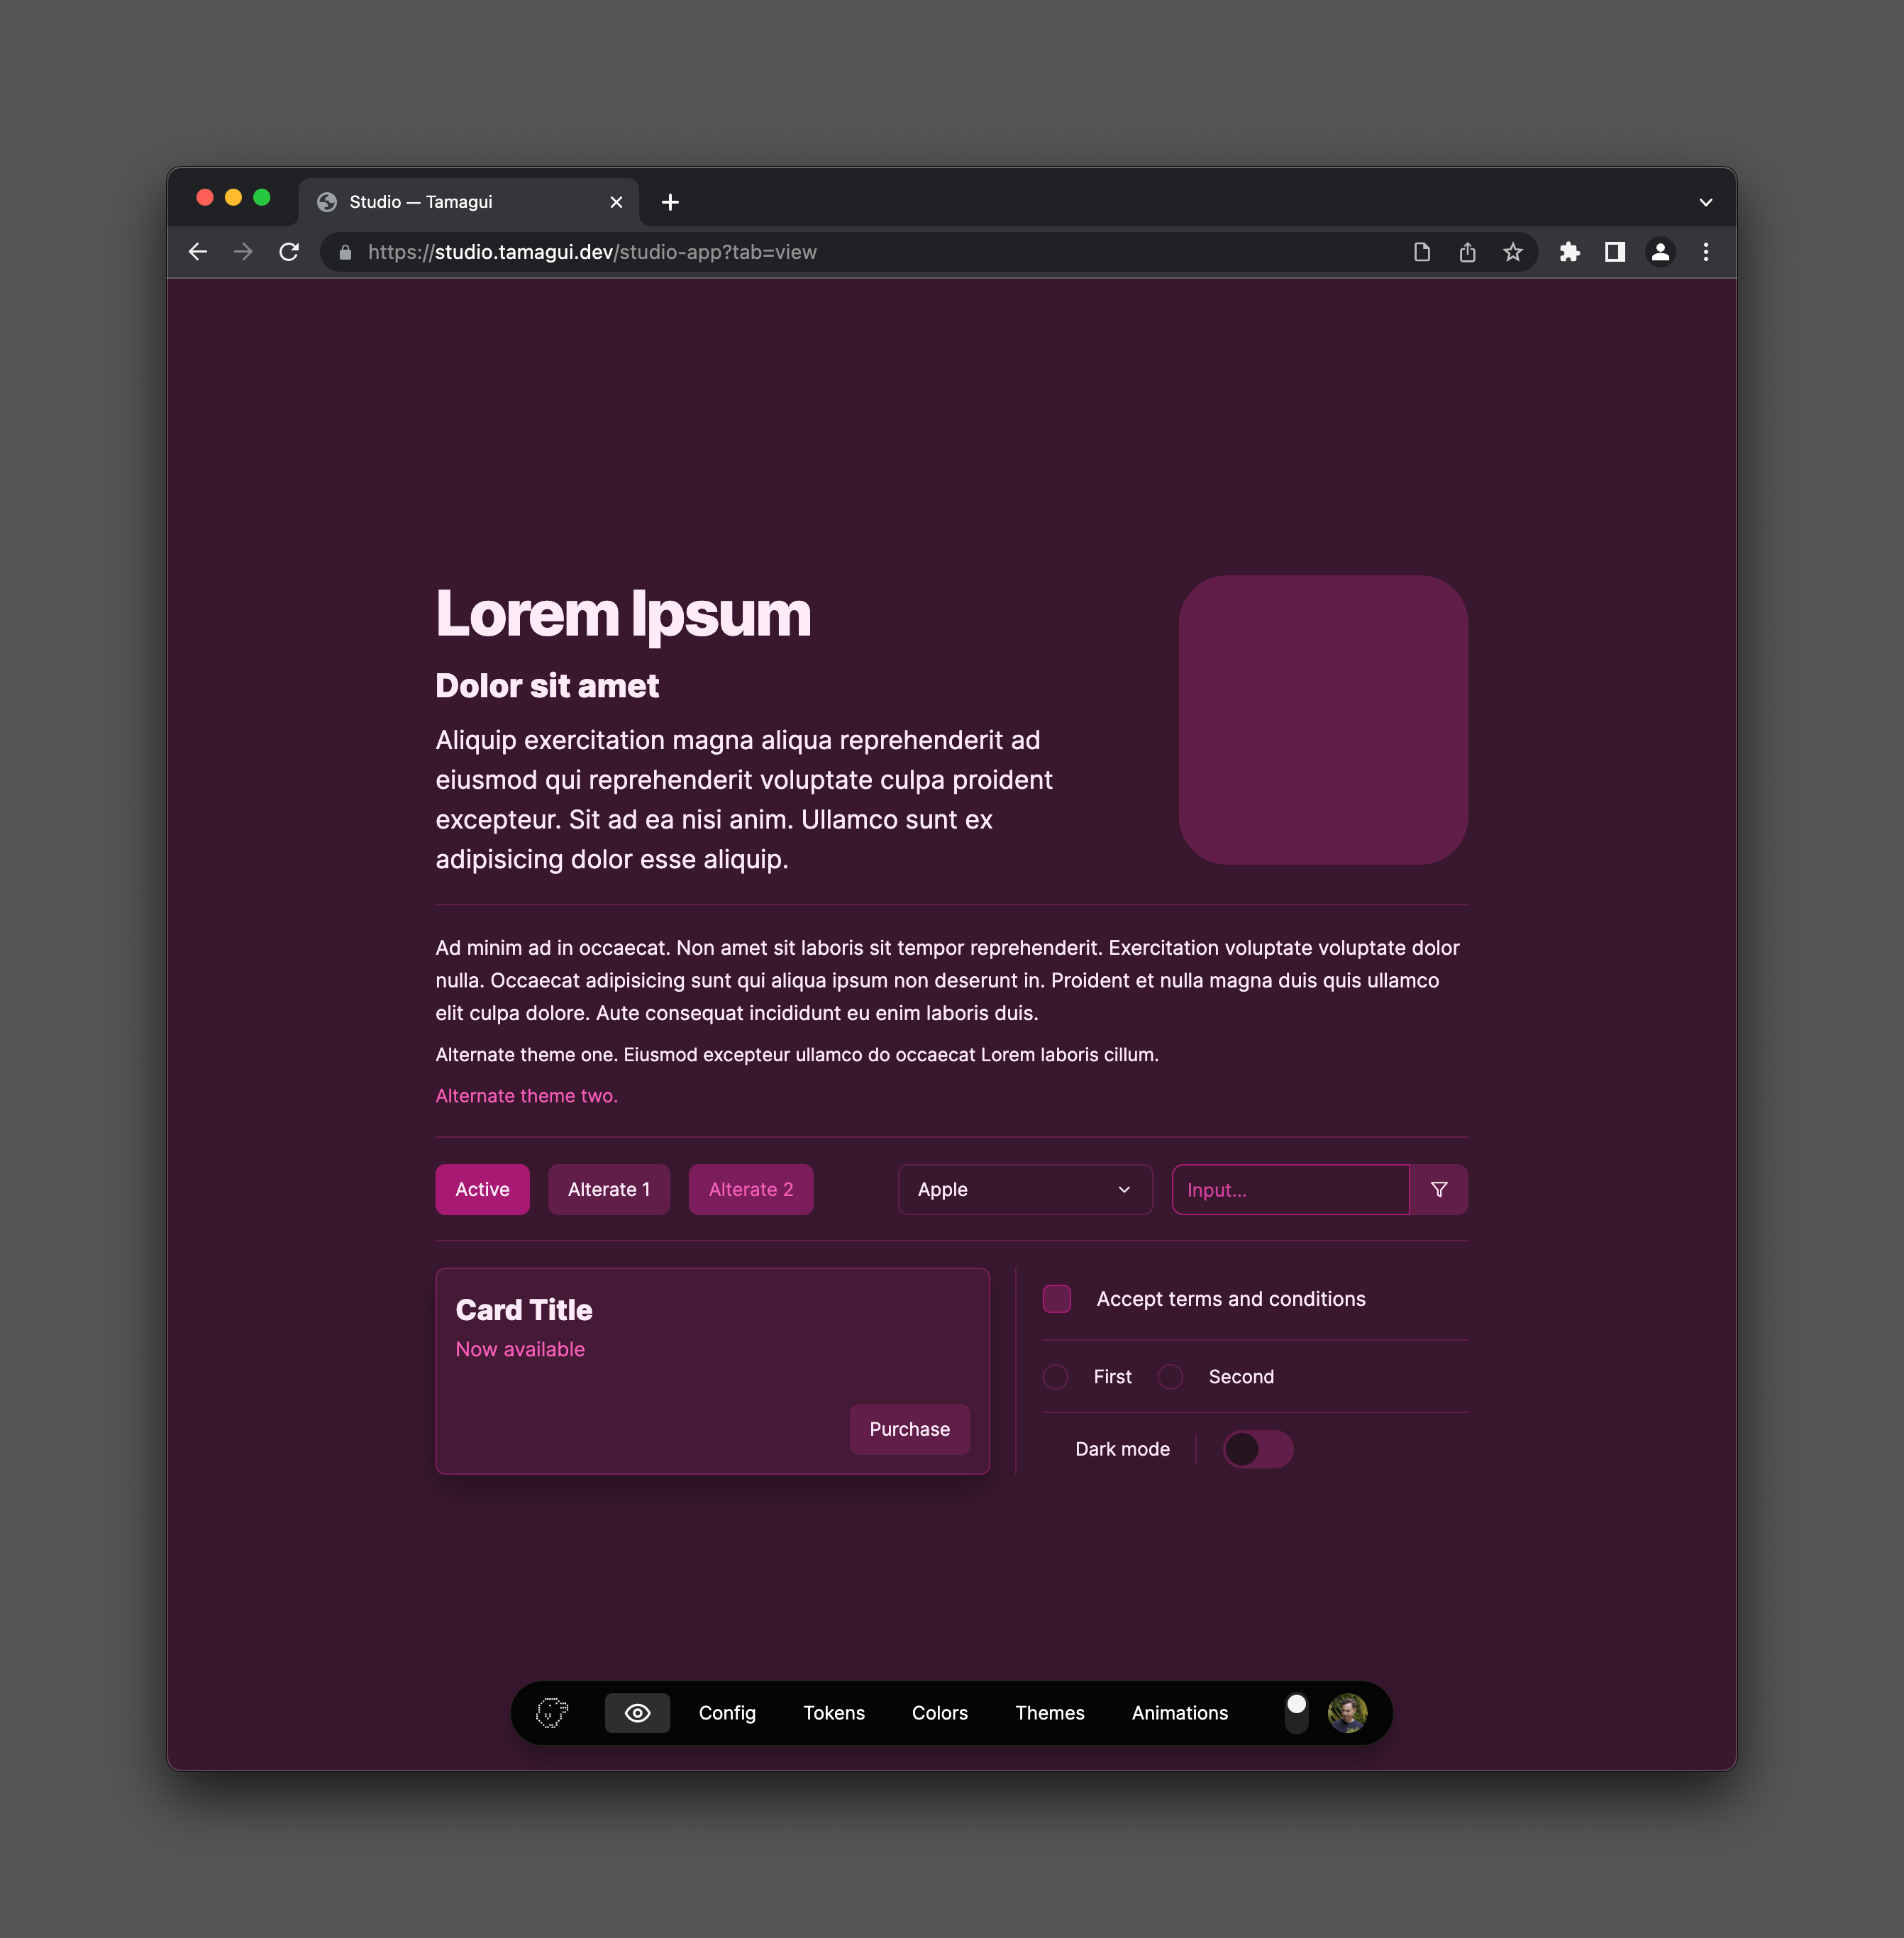 Studio — Tamagui
https://studio.tamagui.dev/studio-app?tab=view
Lorem Ipsum
Dolor sit amet
Aliquip exercitation magna aliqua reprehenderit ad
eiusmod qui reprehenderit voluptate culpa proident
excepteur. Sit ad ea nisi anim. Ullamco sunt ex
adipisicing dolor esse aliquip.
Ad minim ad in occaecat. Non amet sit laboris sit tempor reprehenderit. Exercitation voluptate voluptate dolor
nulla. Occaecat adipisicing sunt qui aliqua ipsum non deserunt in. Proident et nulla magna duis quis ullamco
elit culpa dolore. Aute consequat incididunt eu enim laboris duis.
Alternate theme one. Eiusmod excepteur ullamco do occaecat Lorem laboris cillum.
Alternate theme two.
Active Alterate 1 Alterate 2 Apple Input...
Card Title
Now available
Purchase
Accept terms and conditions
First Second
Dark mode
Config Tokens Colors Themes Animations